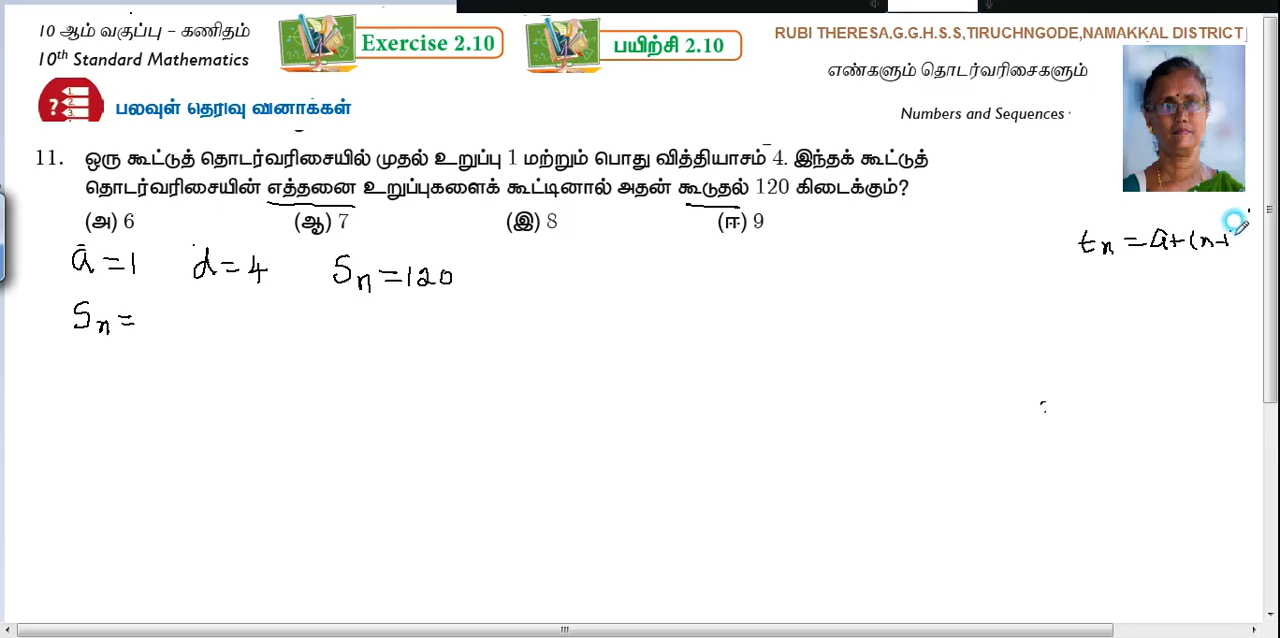 10 ஆம் வகுப்பு – கணிதம்
10th Standard Mathematics
Exercise 2.10
பயிற்சி 2.10
RUBI THERESA,G.G.H.S.S,TIRUCHNGODE,NAMAKKAL DISTRICT
எண்களும் தொடர்வரிசைகளும்
Numbers and Sequences
பலவுள் தெரிவு வினாக்கள்
11. ஒரு கூட்டுத் தொடர்வரிசையில் முதல் உறுப்பு 1 மற்றும் பொது வித்தியாசம் 4. இந்தக் கூட்டுத்
தொடர்வரிசையின் எத்தனை உறுப்புகளைக் கூட்டினால் அதன் கூடுதல் 120 கிடைக்கும்?
(அ) 6 (ஆ) 7 (இ) 8 (ஈ) 9
tn = a+(n-1
a = 1 d = 4 Sn = 120
Sn =